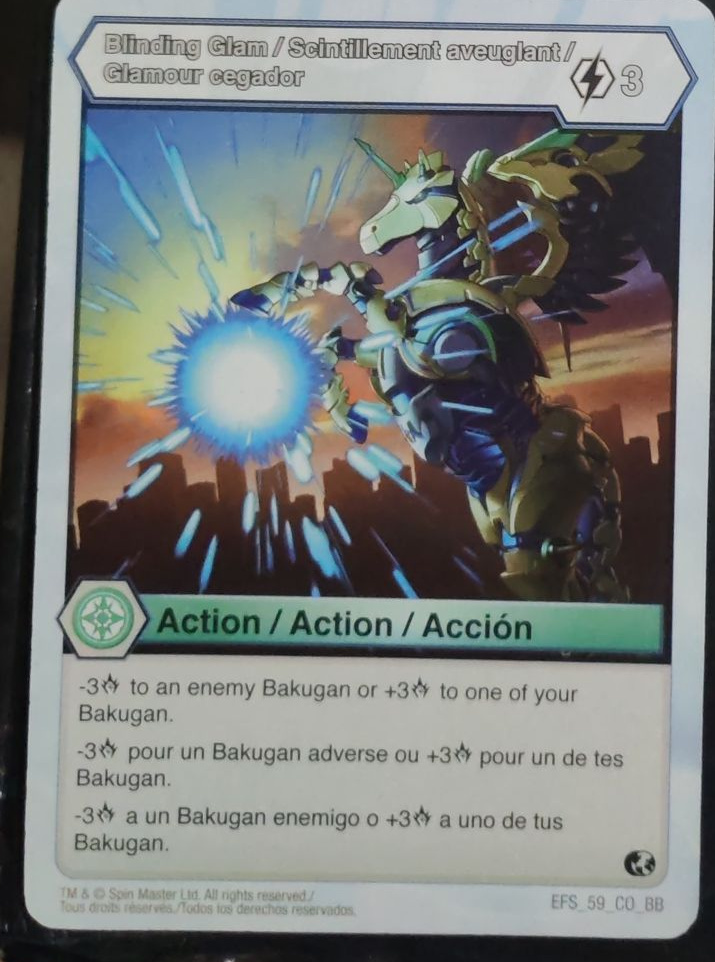 Blinding Glam / Scintillement aveuglant /
Glamour cegador
3
Action / Action / Acción
-3 to an enemy Bakugan or +3 to one of your
Bakugan.
-3 pour un Bakugan adverse ou +3 pour un de tes
Bakugan.
-3 a un Bakugan enemigo o +3 a uno de tus
Bakugan.
TM & © Spin Master Ltd. All rights reserved./
Tous droits réservés./Todos los derechos reservados.
EFS_59_CO_BB